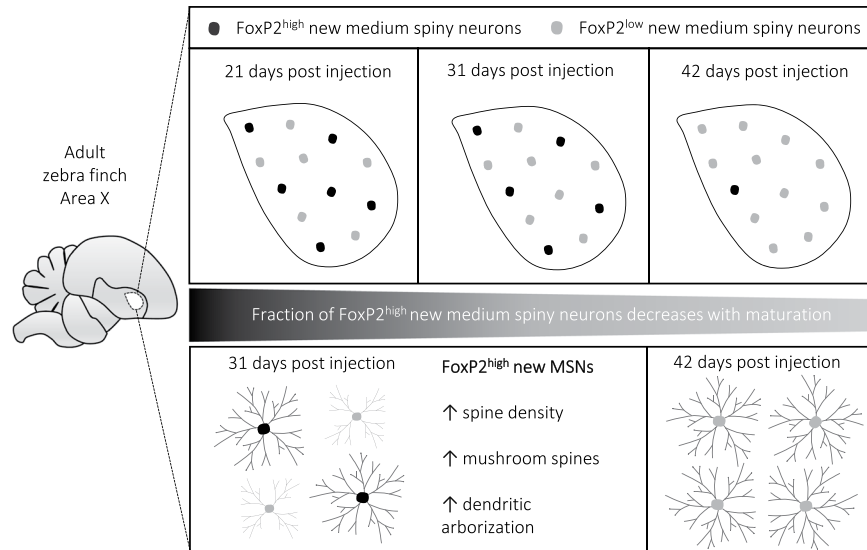 FoxP2high new medium spiny neurons
FoxP2low new medium spiny neurons
21 days post injection
31 days post injection
42 days post injection
Adult
zebra finch
Area X
Fraction of FoxP2high new medium spiny neurons decreases with maturation
31 days post injection
FoxP2high new MSNs
↑ spine density
↑ mushroom spines
↑ dendritic
arborization
42 days post injection